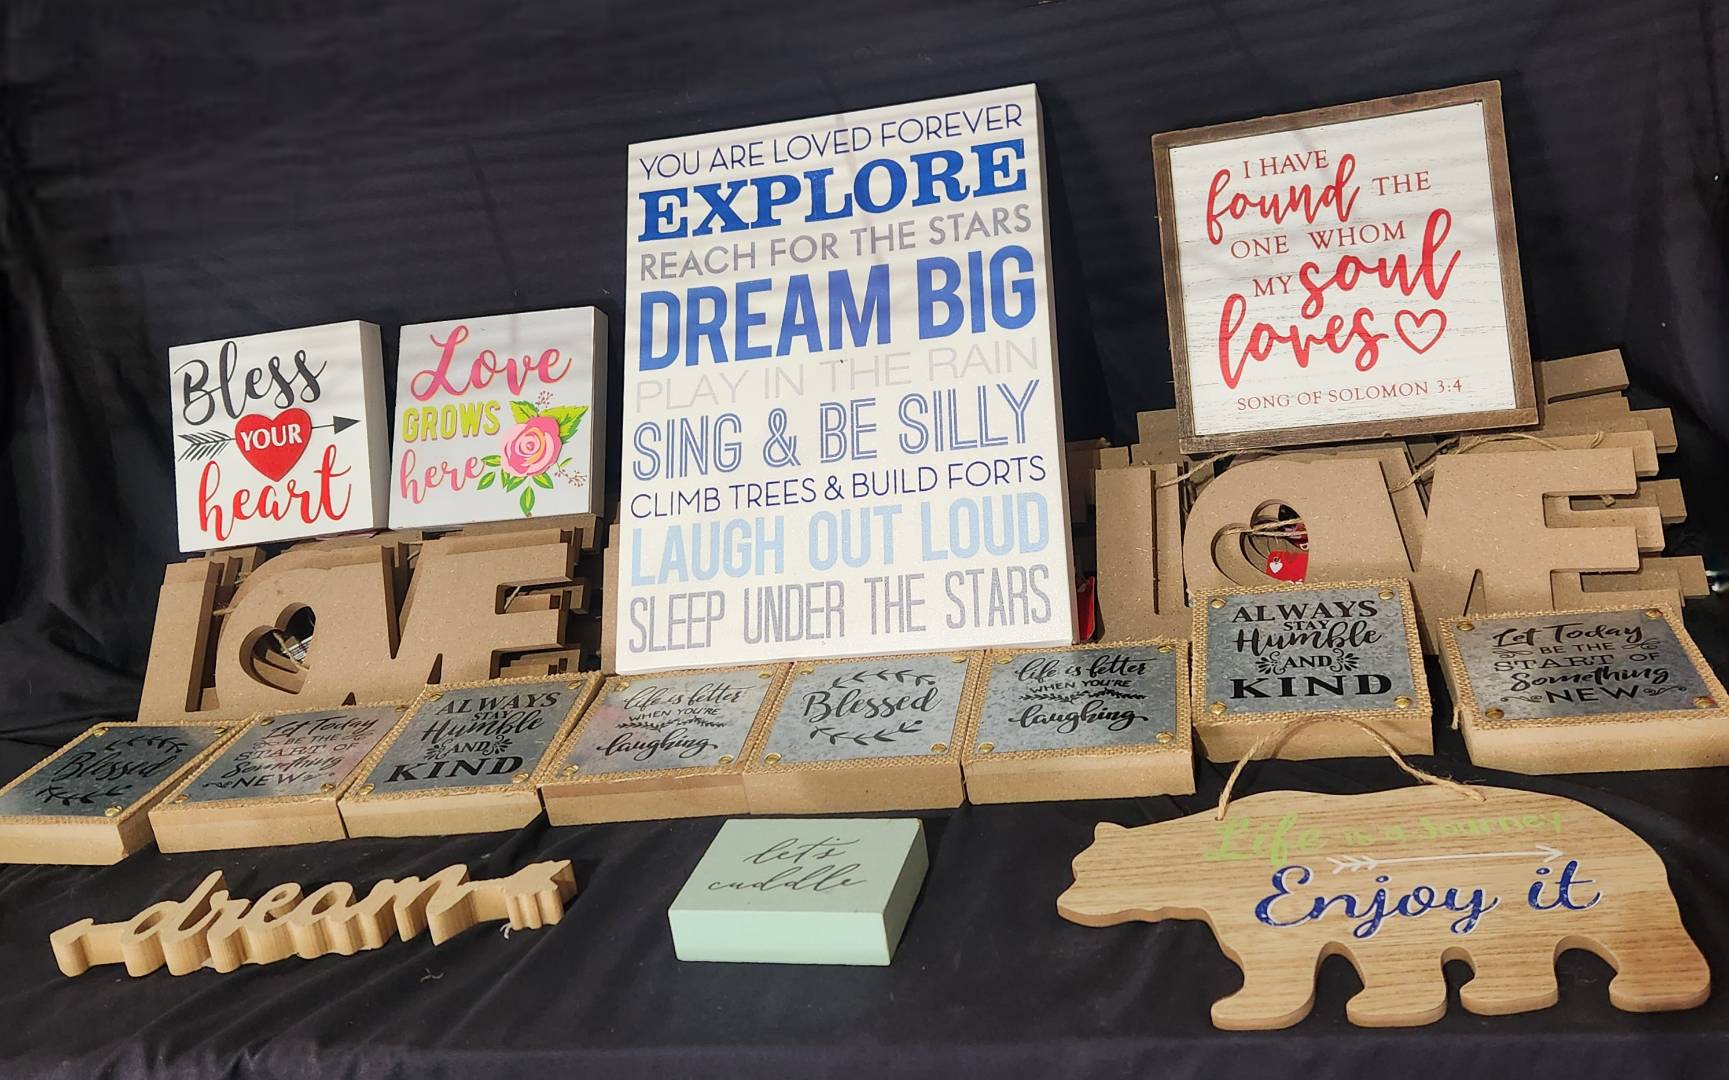 Bless
YOUR
heart
Love
GROWS
here
YOU ARE LOVED FOREVER
EXPLORE
REACH FOR THE STARS
DREAM BIG
PLAY IN THE RAIN
SING & BE SILLY
CLIMB TREES & BUILD FORTS
LAUGH OUT LOUD
SLEEP UNDER THE STARS
I HAVE
found THE
ONE WHOM
MY soul
loves
SONG OF SOLOMON 3:4
LOVE
LOVE
Blessed
Let Today
BE THE
START OF
Something
NEW
ALWAYS
STAY
Humble
AND
KIND
life is better
WHEN YOU'RE
laughing
Blessed
life is better
WHEN YOU'RE
laughing
ALWAYS
STAY
Humble
AND
KIND
Let Today
BE THE
START OF
Something
NEW
dream
let's
cuddle
Life is a Journey
Enjoy it